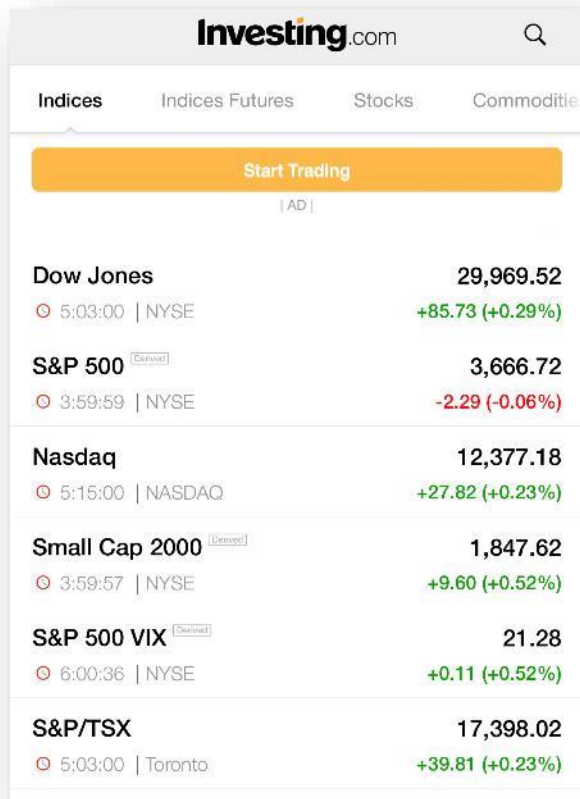 Investing.com
Indices Indices Futures Stocks Commoditie
Start Trading
| AD |
Dow Jones 29,969.52
5:03:00 | NYSE +85.73 (+0.29%)
S&P 500 Derived 3,666.72
3:59:59 | NYSE -2.29 (-0.06%)
Nasdaq 12,377.18
5:15:00 | NASDAQ +27.82 (+0.23%)
Small Cap 2000 Derived 1,847.62
3:59:57 | NYSE +9.60 (+0.52%)
S&P 500 VIX Derived 21.28
6:00:36 | NYSE +0.11 (+0.52%)
S&P/TSX 17,398.02
5:03:00 | Toronto +39.81 (+0.23%)